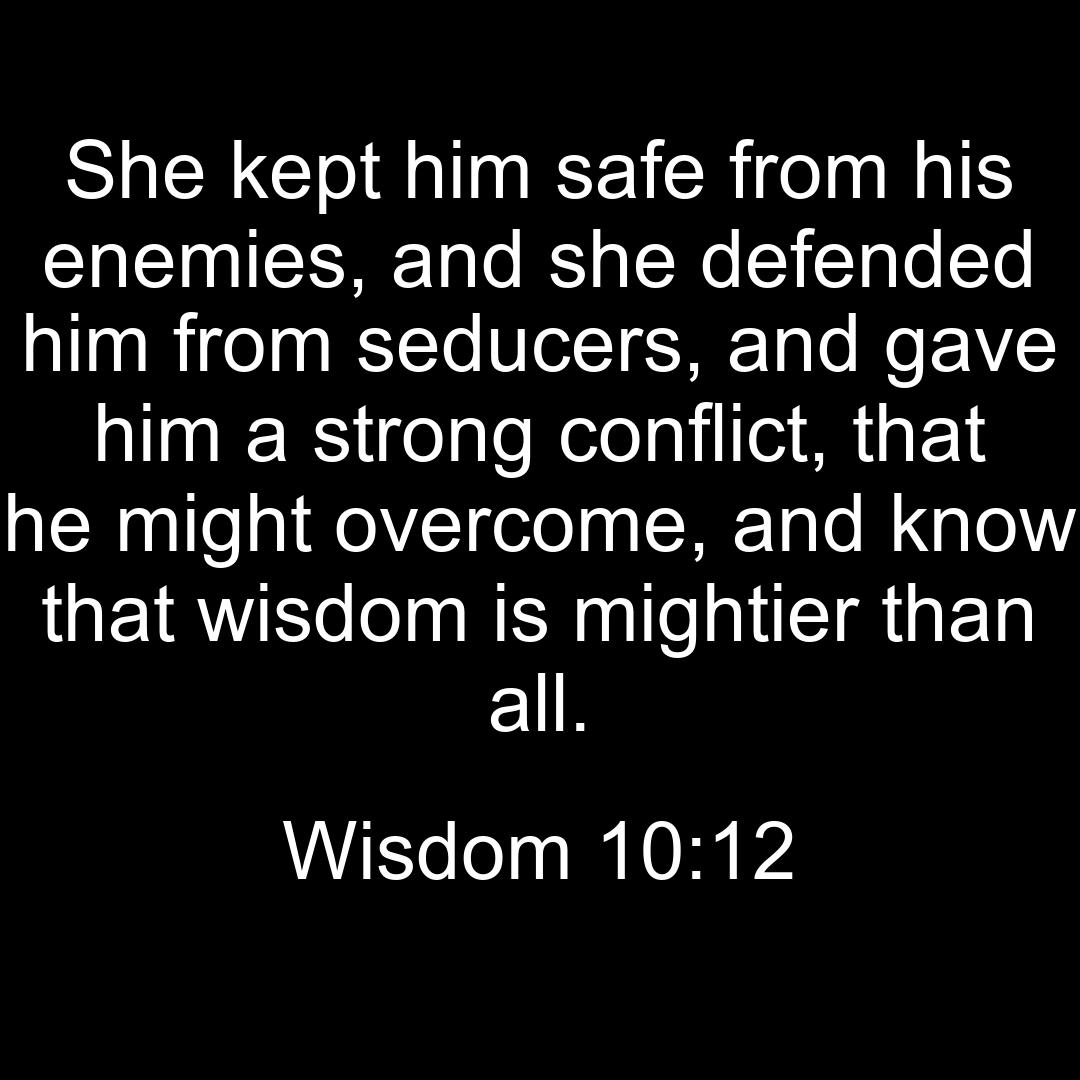 She kept him safe from his
enemies, and she defended
him from seducers, and gave
him a strong conflict, that
he might overcome, and know
that wisdom is mightier than
all.
Wisdom 10:12